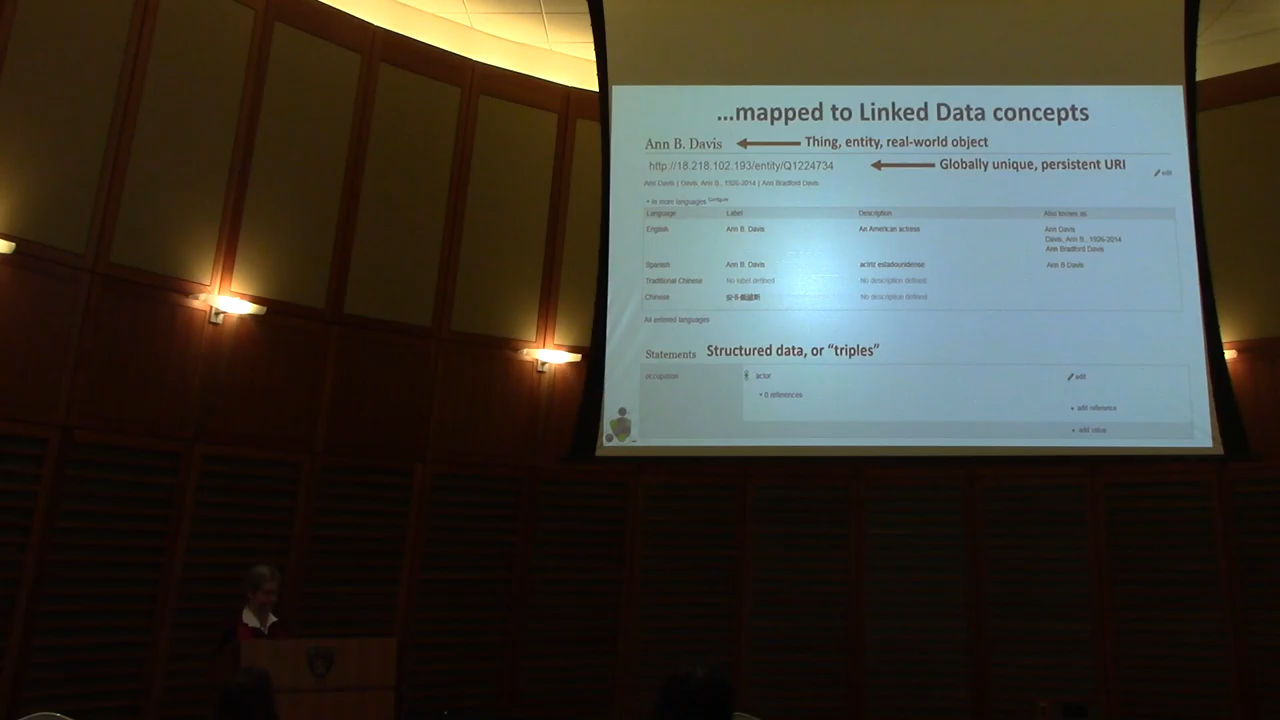 ...mapped to Linked Data concepts
Ann B. Davis
Thing, entity, real-world object
http://18.218.102.193/entity/Q1224734
Globally unique, persistent URI
edit
Ann Davis | Davis, Ann B., 1926-2014 | Ann Bradford Davis
In more languages Configure
Language Label Description Also known as
English Ann B. Davis An American actress Ann Davis
Davis, Ann B., 1926-2014
Ann Bradford Davis
Spanish Ann B. Davis actriz estadounidense Ann B Davis
Traditional Chinese No label defined No description defined
Chinese No description defined
All entered languages
Statements Structured data, or “triples”
occupation actor edit
0 references
+ add reference
+ add value